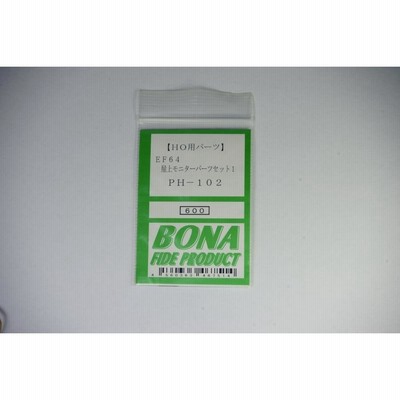 【HO用パーツ】
EF64
屋上モニターパーツセット1
PH-102
600
BONA
FIDE PRODUCT